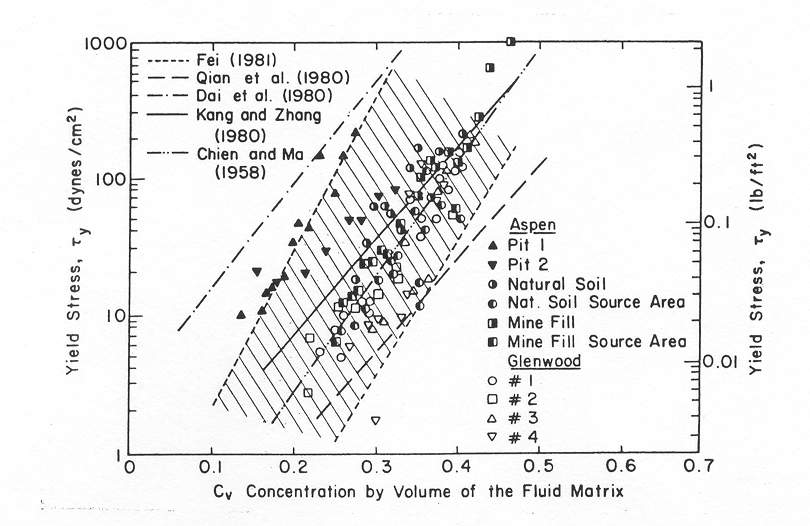 1000
100
10
1
Yield Stress, τy (dynes/cm²)
Fei (1981)
Qian et al. (1980)
Dai et al. (1980)
Kang and Zhang
(1980)
Chien and Ma
(1958)
1
0.1
0.01
Yield Stress, τy (lb/ft²)
Aspen
Pit 1
Pit 2
Natural Soil
Nat. Soil Source Area
Mine Fill
Mine Fill Source Area
Glenwood
# 1
# 2
# 3
# 4
0 0.1 0.2 0.3 0.4 0.5 0.6 0.7
Cv Concentration by Volume of the Fluid Matrix